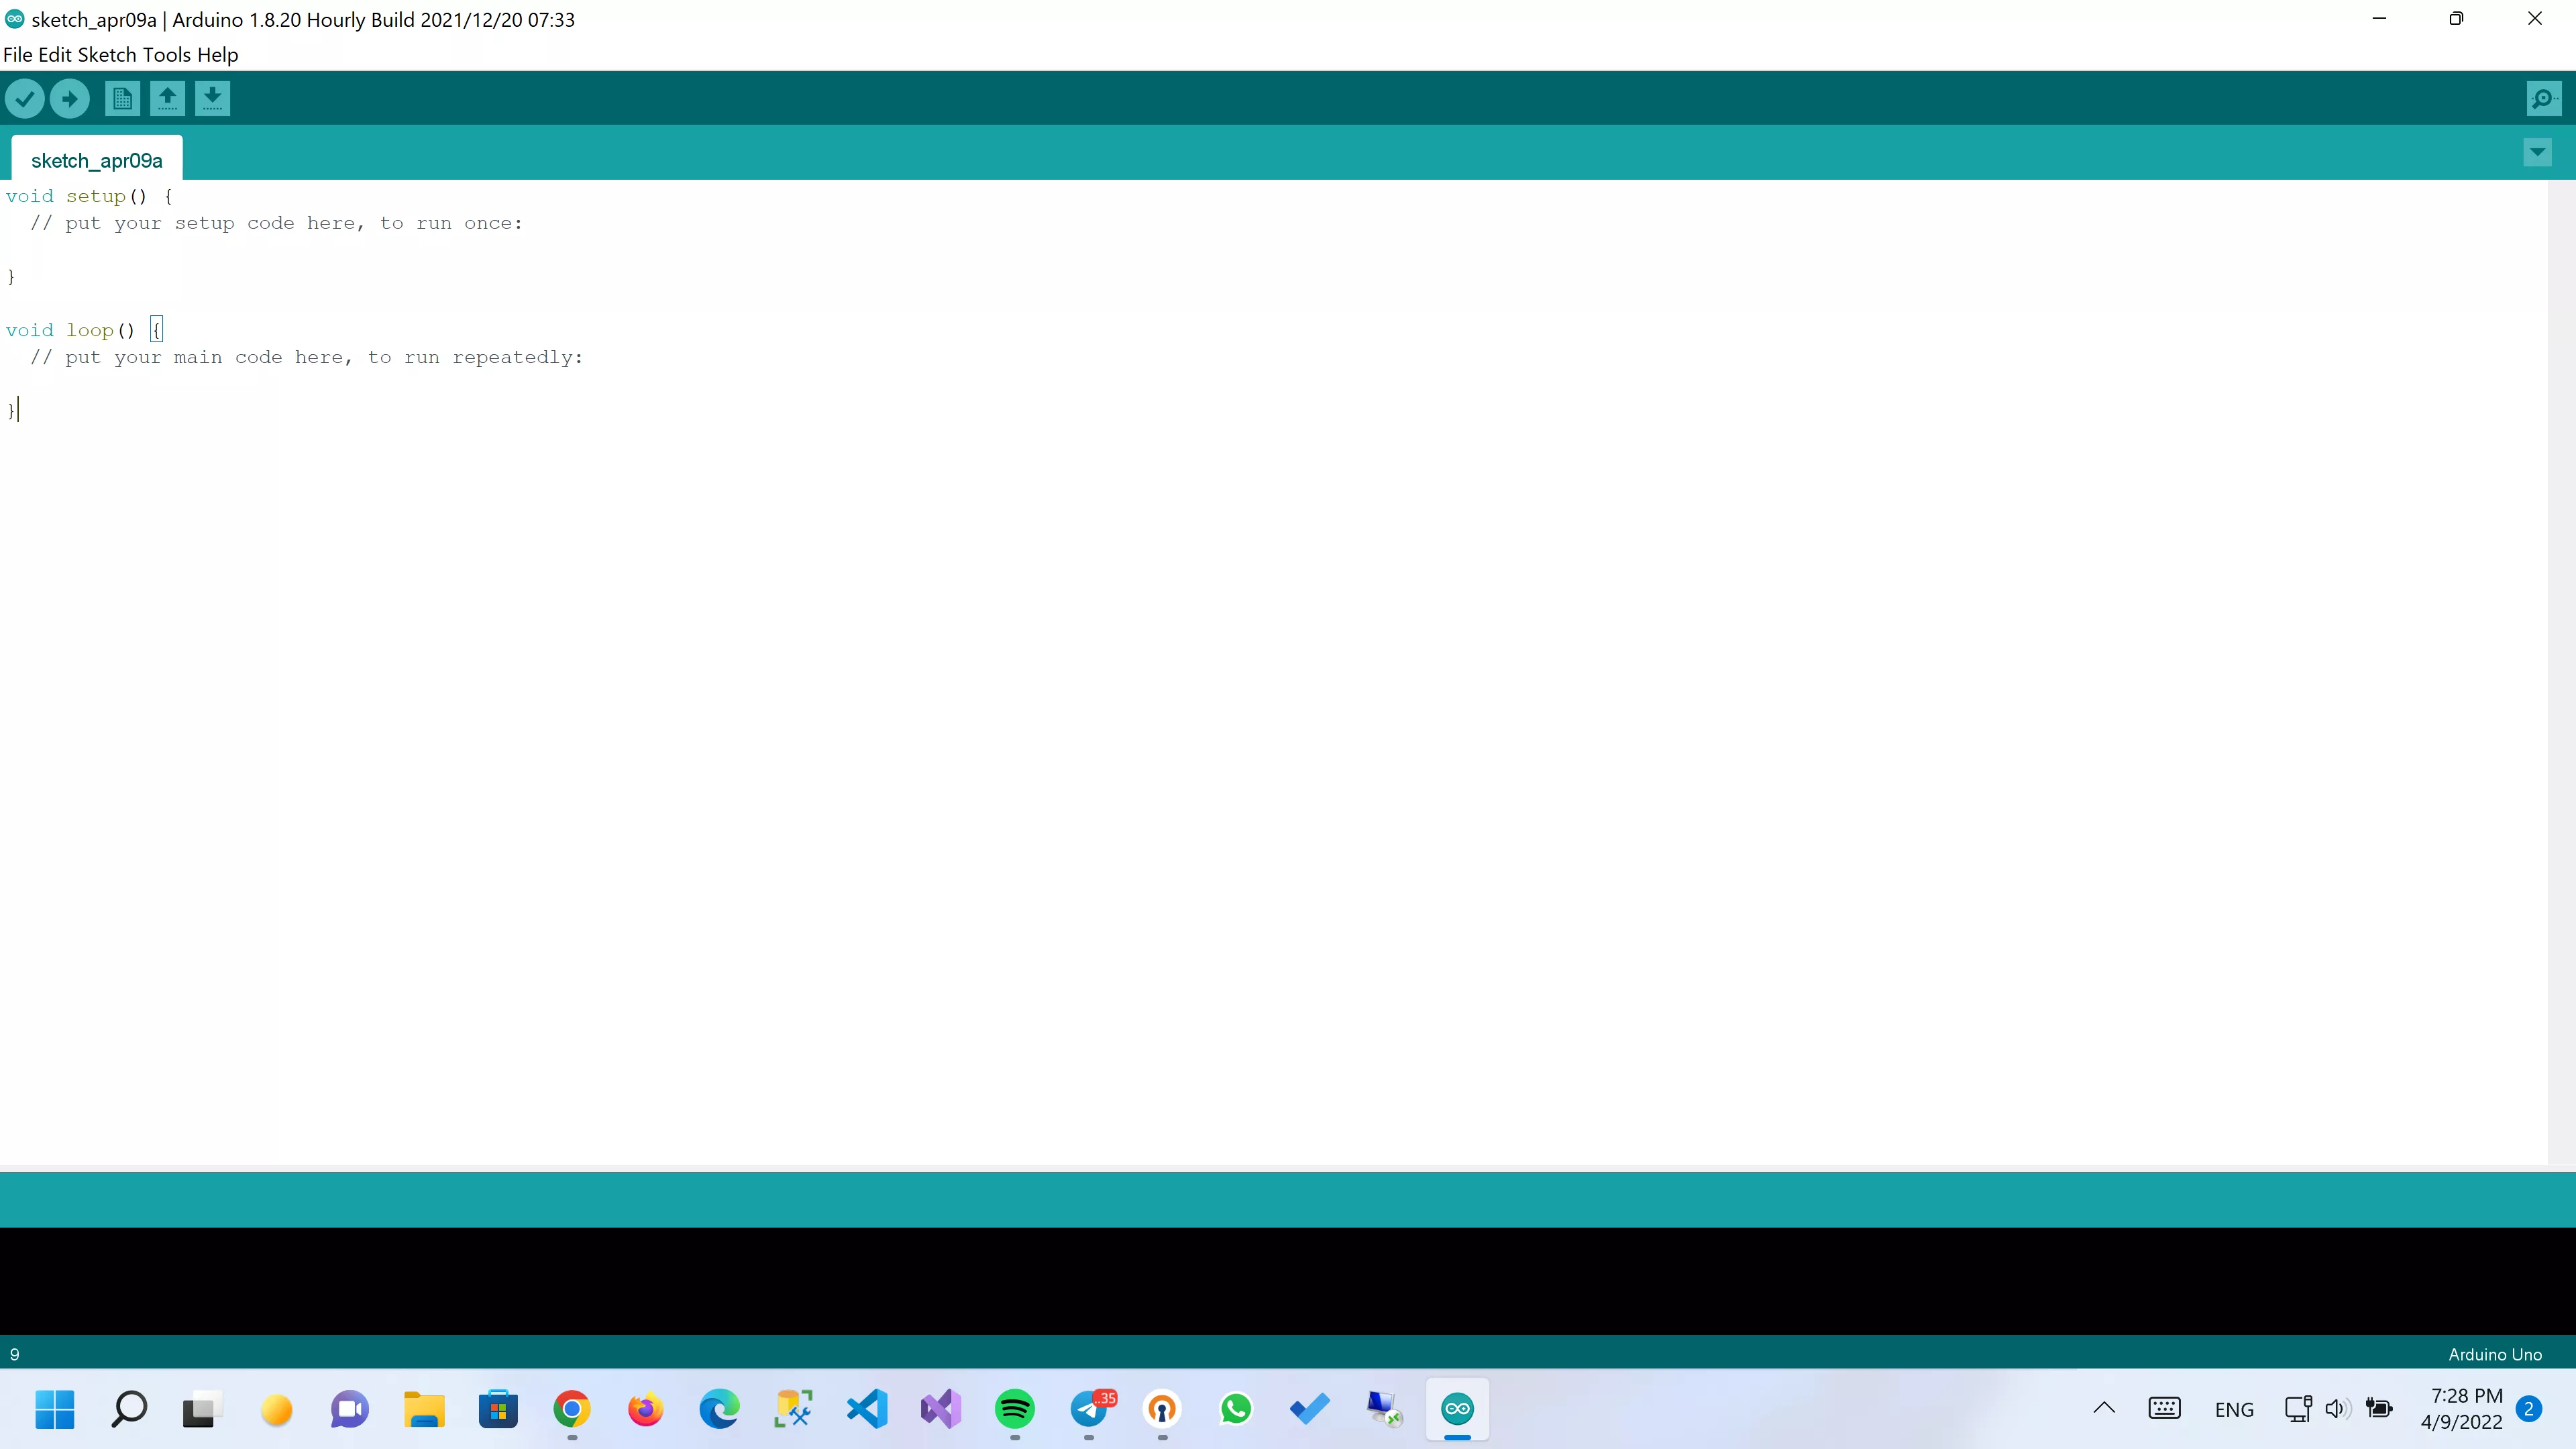 sketch_apr09a | Arduino 1.8.20 Hourly Build 2021/12/20 07:33
File Edit Sketch Tools Help
sketch_apr09a
void setup() {
  // put your setup code here, to run once:
}
void loop() {
  // put your main code here, to run repeatedly:
}
9
Arduino Uno
..35
ENG
7:28 PM
4/9/2022
2